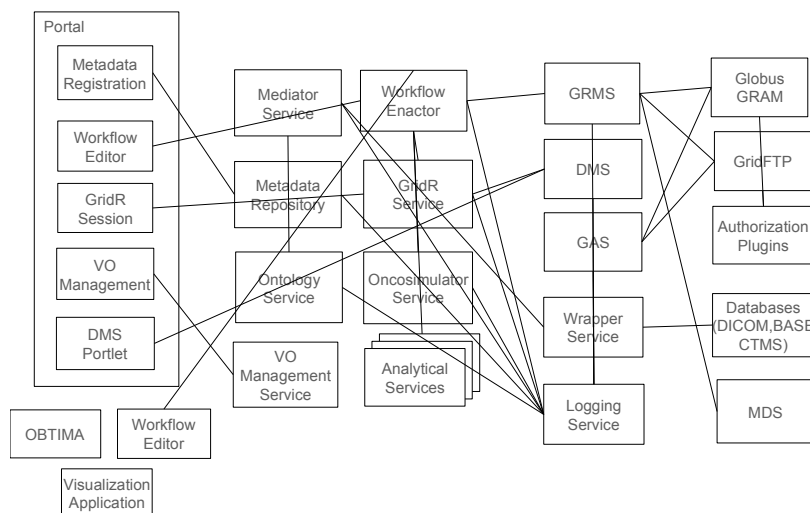 Portal
Metadata
Registration
Workflow
Editor
GridR
Session
VO
Management
DMS
Portlet
OBTIMA
Workflow
Editor
Visualization
Application
Mediator
Service
Metadata
Repository
Ontology
Service
VO
Management
Service
Workflow
Enactor
GridR
Service
Oncosimulator
Service
Analytical
Services
GRMS
DMS
GAS
Wrapper
Service
Logging
Service
Globus
GRAM
GridFTP
Authorization
Plugins
Databases
(DICOM,BASE
CTMS)
MDS